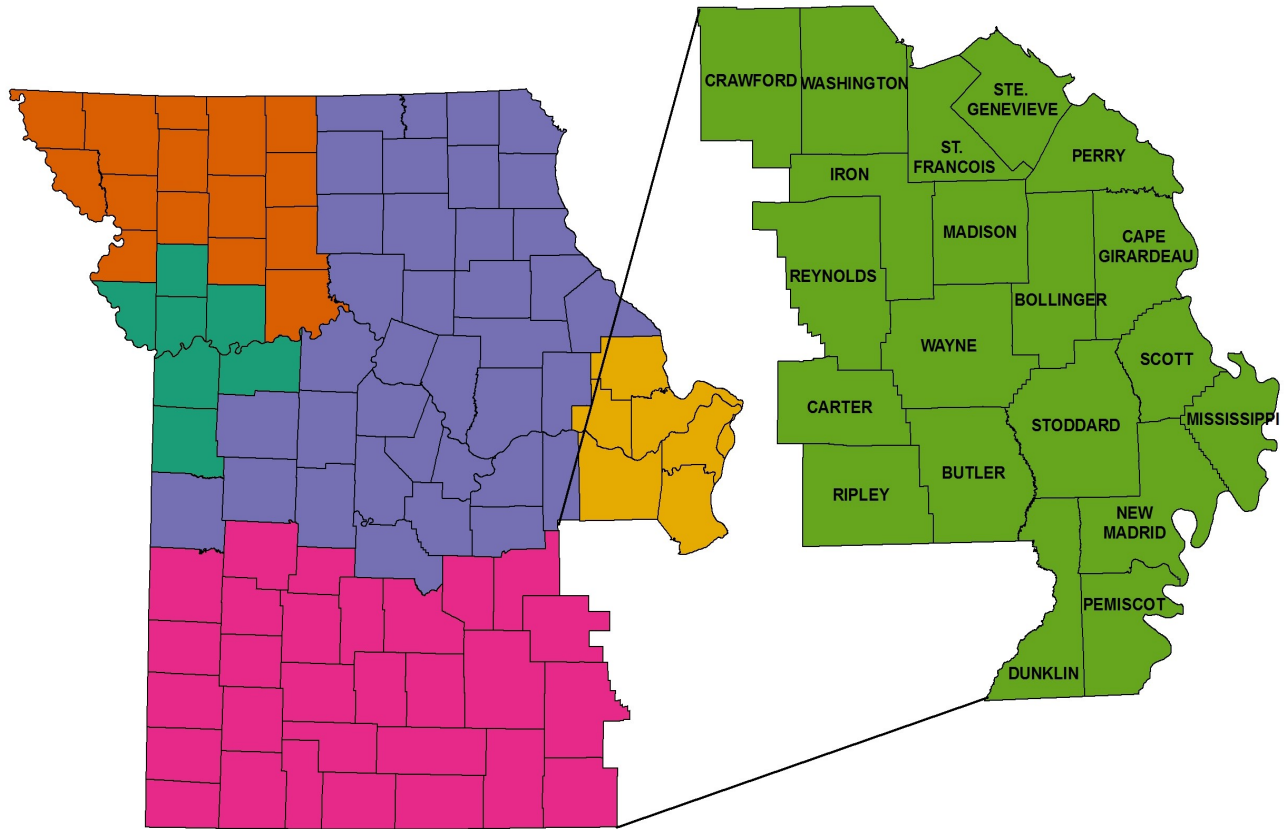 CRAWFORD
WASHINGTON
STE.
GENEVIEVE
ST.
FRANCOIS
PERRY
IRON
MADISON
CAPE
GIRARDEAU
REYNOLDS
BOLLINGER
WAYNE
SCOTT
CARTER
STODDARD
MISSISSIPPI
BUTLER
RIPLEY
NEW
MADRID
PEMISCOT
DUNKLIN